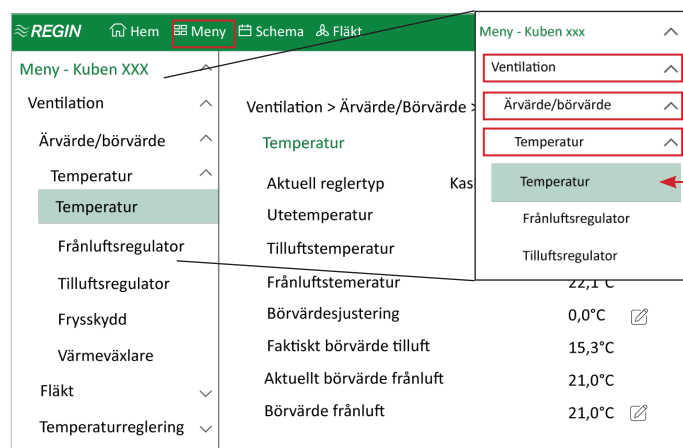 REGIN Hem Meny Schema Fläkt
Meny - Kuben XXX
Ventilation
Ärvärde/börvärde
Temperatur
Temperatur
Frånluftsregulator
Tilluftsregulator
Frysskydd
Värmeväxlare
Fläkt
Temperaturreglering
Ventilation > Ärvärde/Börvärde >
Temperatur
Aktuell reglertyp Kas
Utetemperatur
Tilluftstemperatur
Frånluftstemeratur 22,1°C
Börvärdesjustering 0,0°C
Faktiskt börvärde tilluft 15,3°C
Aktuellt börvärde frånluft 21,0°C
Börvärde frånluft 21,0°C
Meny - Kuben xxx
Ventilation
Ärvärde/börvärde
Temperatur
Temperatur
Frånluftsregulator
Tilluftsregulator